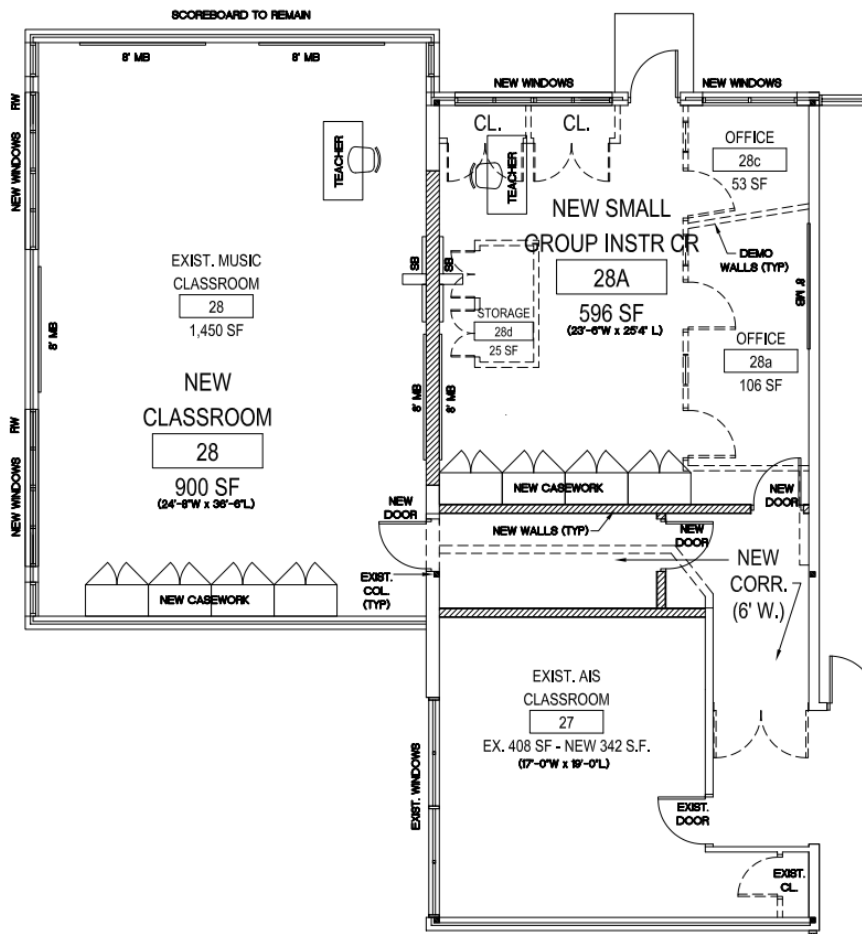 SCOREBOARD TO REMAIN
8' MB
8' MB
RW
NEW WINDOWS
TEACHER
EXIST. MUSIC
CLASSROOM
28
1,450 SF
8' MB
NEW
CLASSROOM
28
900 SF
(24'-8"W x 36'-6"L)
RW
NEW WINDOWS
NEW CASEWORK
SB
SB
8' MB
8' MB
NEW
DOOR
EXIST.
COL.
(TYP)
NEW WINDOWS
NEW WINDOWS
CL.
CL.
TEACHER
OFFICE
28c
53 SF
NEW SMALL
GROUP INSTR CR
28A
596 SF
(23'-6"W x 25'4" L)
DEMO
WALLS (TYP)
8' MB
STORAGE
28d
25 SF
OFFICE
28a
106 SF
NEW CASEWORK
NEW
DOOR
NEW WALLS (TYP)
NEW
DOOR
NEW
CORR.
(6' W.)
EXIST. AIS
CLASSROOM
27
EX. 408 SF - NEW 342 S.F.
(17'-0"W x 19'-0"L)
EXIST. WINDOWS
EXIST.
DOOR
EXIST.
CL.